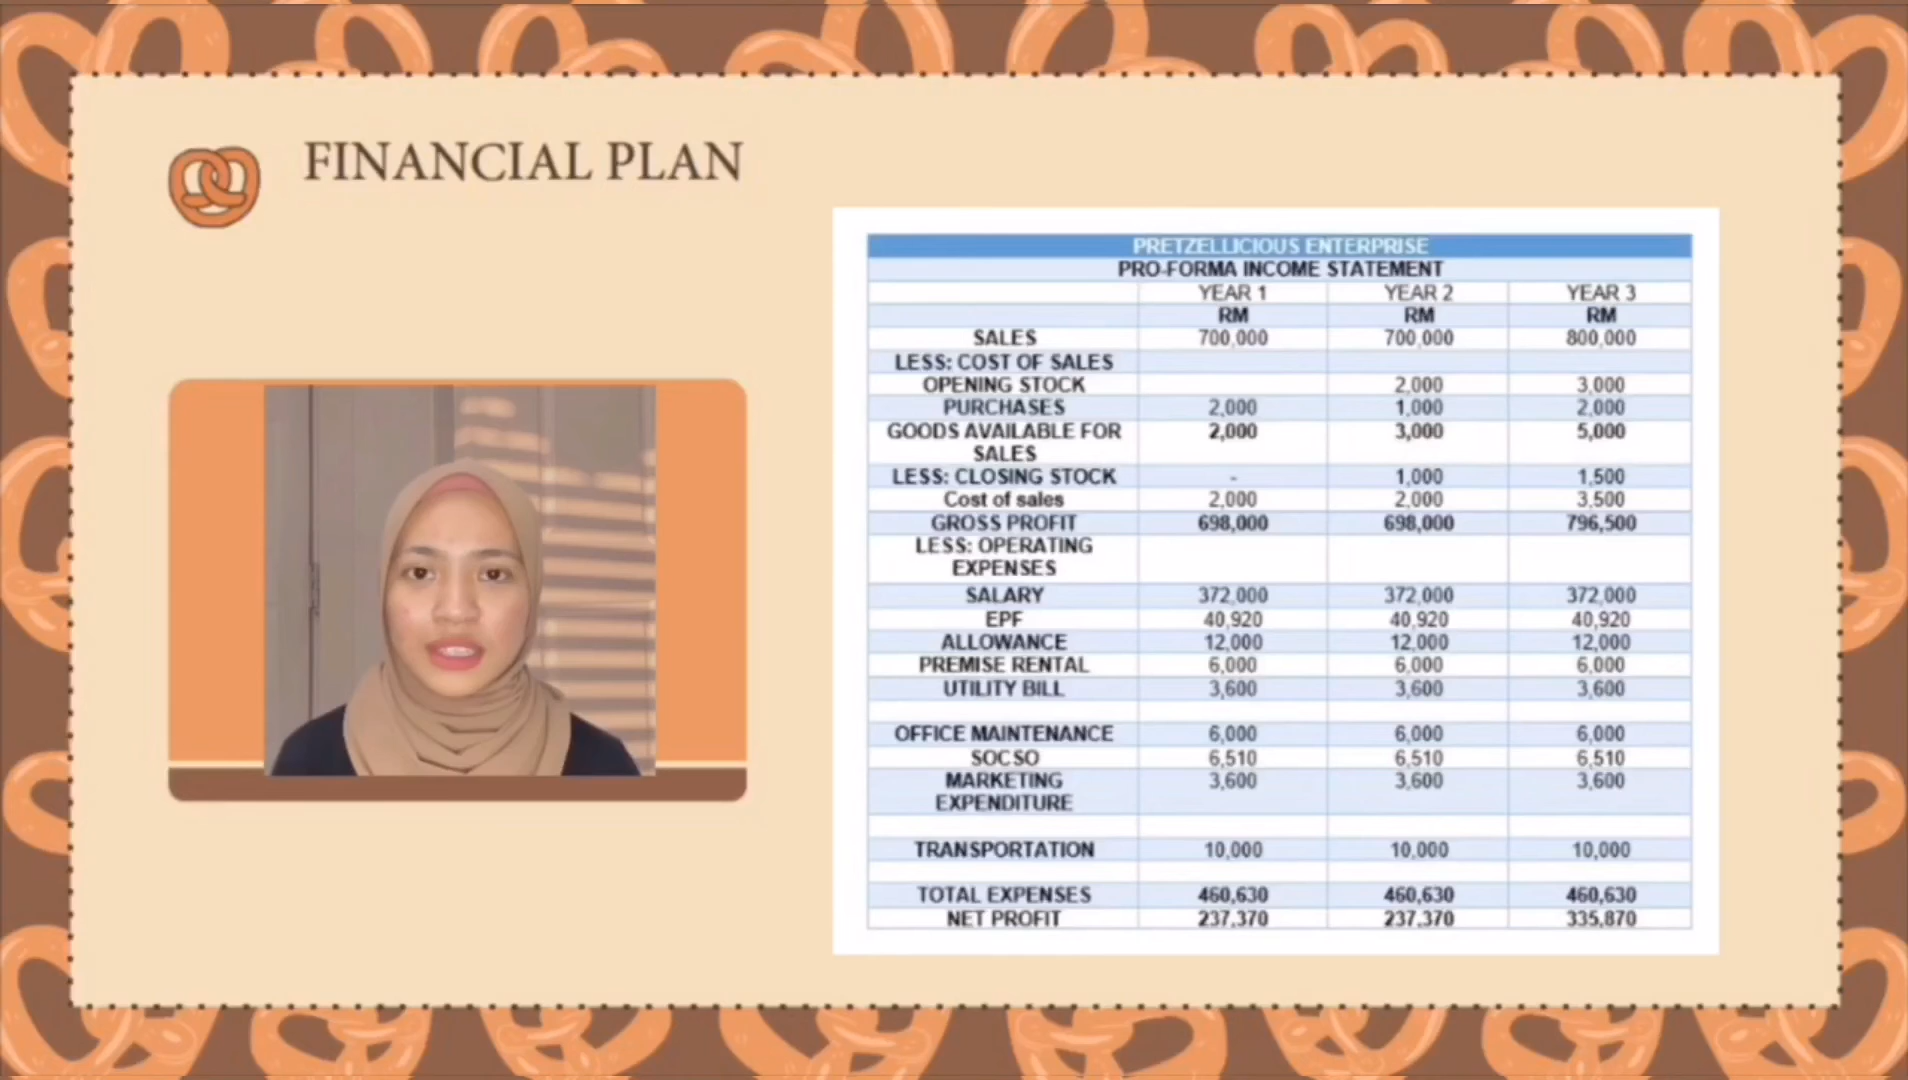 FINANCIAL PLAN
PRETZELLICIOUS ENTERPRISE
PRO-FORMA INCOME STATEMENT
YEAR 1 YEAR 2 YEAR 3
RM RM RM
SALES 700,000 700,000 800,000
LESS: COST OF SALES
OPENING STOCK 2,000 3,000
PURCHASES 2,000 1,000 2,000
GOODS AVAILABLE FOR 2,000 3,000 5,000
SALES
LESS: CLOSING STOCK - 1,000 1,500
Cost of sales 2,000 2,000 3,500
GROSS PROFIT 698,000 698,000 796,500
LESS: OPERATING
EXPENSES
SALARY 372,000 372,000 372,000
EPF 40,920 40,920 40,920
ALLOWANCE 12,000 12,000 12,000
PREMISE RENTAL 6,000 6,000 6,000
UTILITY BILL 3,600 3,600 3,600
OFFICE MAINTENANCE 6,000 6,000 6,000
SOCSO 6,510 6,510 6,510
MARKETING 3,600 3,600 3,600
EXPENDITURE
TRANSPORTATION 10,000 10,000 10,000
TOTAL EXPENSES 460,630 460,630 460,630
NET PROFIT 237,370 237,370 335,870